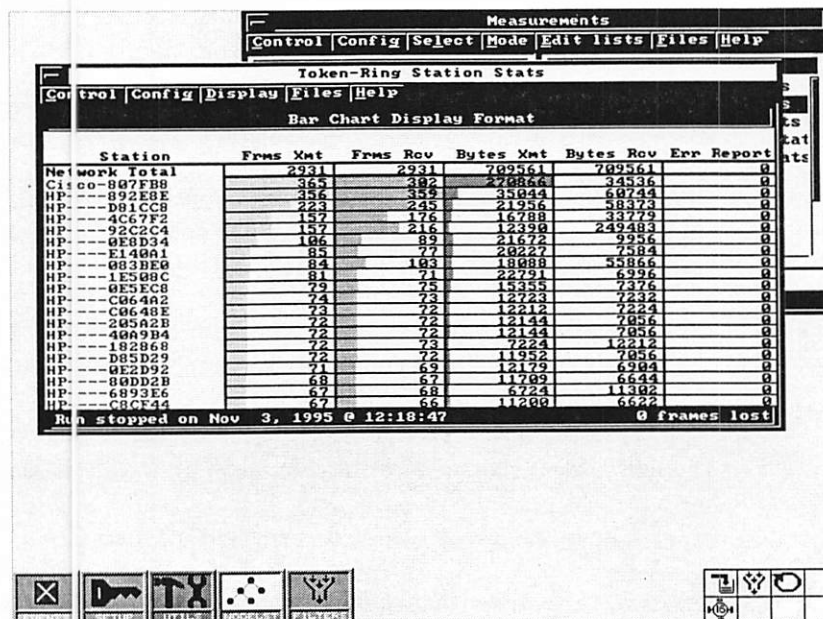 Measurements
Control Config Select Mode Edit lists Files Help
Token-Ring Station Stats
Control Config Display Files Help
Bar Chart Display Format
Station Frms Xmt Frms Rcv Bytes Xmt Bytes Rcv Err Report
Network Total 2931 2931 709561 709561 0
Cisco-807FB8 365 302 270866 34536 0
HP----892E8E 356 359 35044 60744 0
HP----D81CC8 223 245 21956 58373 0
HP----4C67F2 157 176 16788 33779 0
HP----92C2C4 157 216 12390 249483 0
HP----0E8D34 106 89 21672 9956 0
HP----E140A1 85 77 20227 7584 0
HP----083BE0 84 103 18088 55866 0
HP----1E508C 81 71 22791 6996 0
HP----0E5EC8 79 75 15355 7376 0
HP----C064A2 74 73 12723 7232 0
HP----C0648E 73 72 12212 7224 0
HP----205A2B 72 72 12144 7056 0
HP----40A9B4 72 72 12144 7056 0
HP----182868 72 73 7224 12212 0
HP----D85D29 72 72 11952 7056 0
HP----0E2D92 71 69 12179 6904 0
HP----80DD2B 68 67 11709 6644 0
HP----6893E6 67 68 6724 11302 0
HP----C8CF44 67 66 11200 6622 0
Run stopped on Nov 3, 1995 @ 12:18:47 0 frames lost
SETUP UTILS NODELST FILTERS